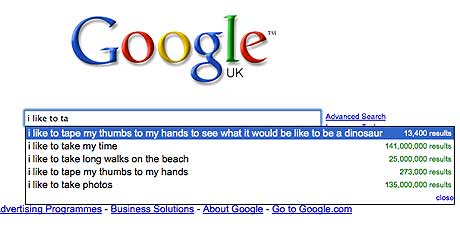 Google™
UK
i like to ta
Advanced Search
i like to tape my thumbs to my hands to see what it would be like to be a dinosaur 13,400 results
i like to take my time 141,000,000 results
i like to take long walks on the beach 25,000,000 results
i like to tape my thumbs to my hands 273,000 results
i like to take photos 135,000,000 results
close
dvertising Programmes - Business Solutions - About Google - Go to Google.com